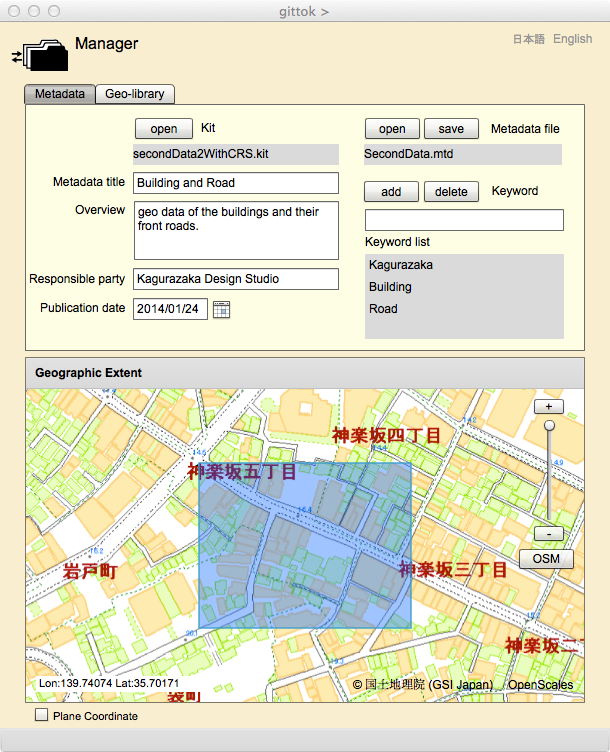 gittok >
Manager
日本語 English
Metadata Geo-library
open Kit
open save Metadata file
secondData2WithCRS.kit
SecondData.mtd
Metadata title Building and Road
add delete Keyword
Overview geo data of the buildings and their
front roads.
Keyword list
Kagurazaka
Building
Road
Responsible party Kagurazaka Design Studio
Publication date 2014/01/24
Geographic Extent
+
神楽坂四丁目
神楽坂五丁目
-
OSM
岩戸町
神楽坂三丁目
神楽坂二
Lon:139.74074 Lat:35.70171
© 国土地理院 (GSI Japan) OpenScales
Plane Coordinate